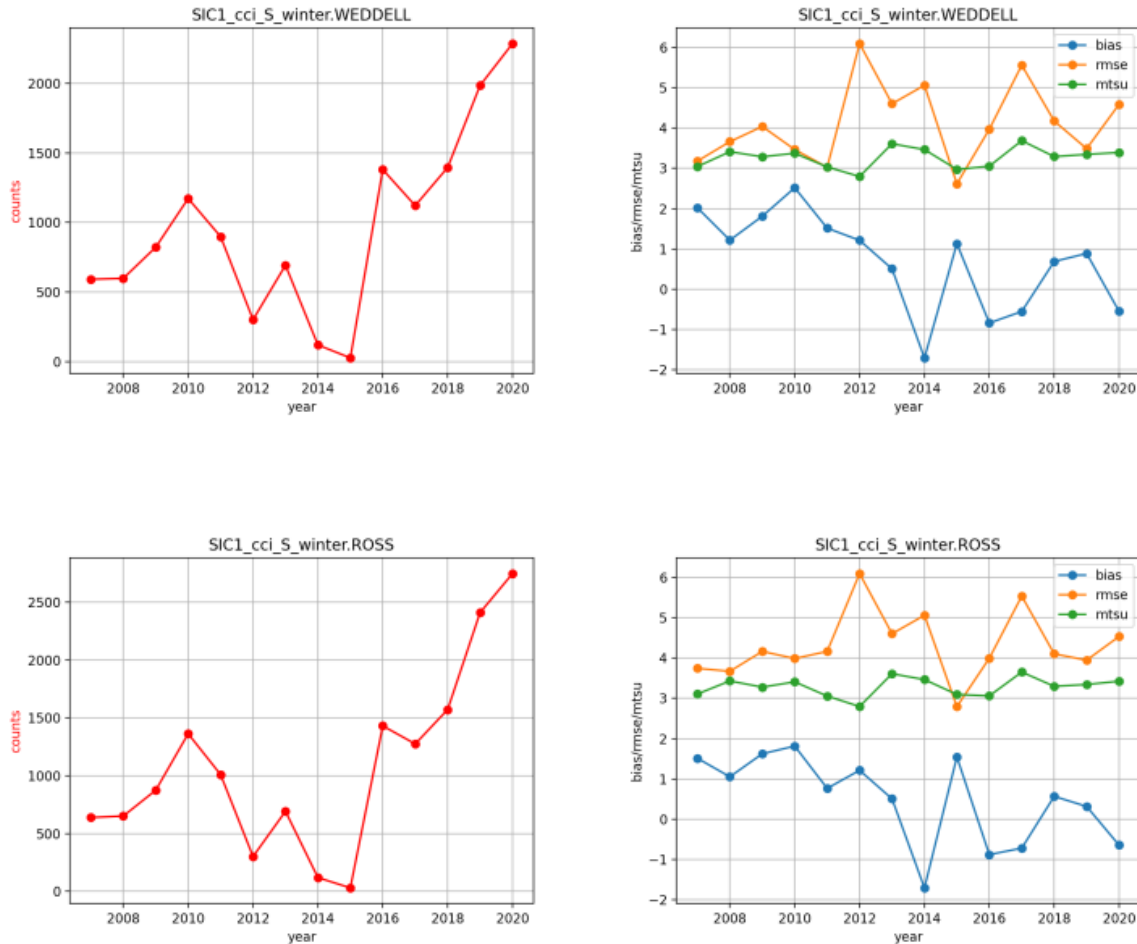 SIC1_cci_S_winter.WEDDELL
counts
2000
1500
1000
500
0
2008 2010 2012 2014 2016 2018 2020
year
SIC1_cci_S_winter.WEDDELL
bias/rmse/mtsu
6
5
4
3
2
1
0
−1
−2
bias
rmse
mtsu
2008 2010 2012 2014 2016 2018 2020
year
SIC1_cci_S_winter.ROSS
counts
2500
2000
1500
1000
500
0
2008 2010 2012 2014 2016 2018 2020
year
SIC1_cci_S_winter.ROSS
bias/rmse/mtsu
6
5
4
3
2
1
0
−1
−2
bias
rmse
mtsu
2008 2010 2012 2014 2016 2018 2020
year